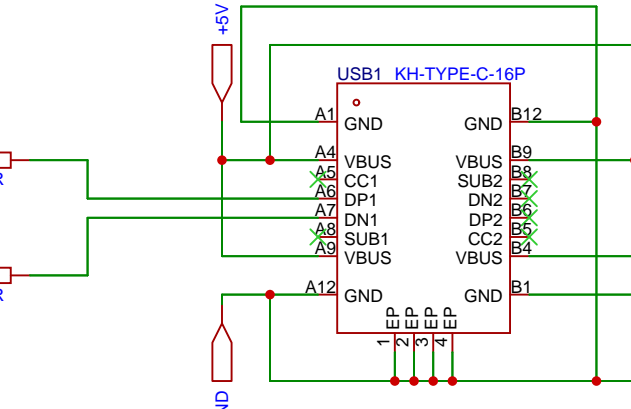 +5V
USB1 KH-TYPE-C-16P
A1 GND GND B12
A4 VBUS VBUS B9
A5 CC1 SUB2 B8
A6 DP1 DN2 B7
A7 DN1 DP2 B6
A8 SUB1 CC2 B5
A9 VBUS VBUS B4
A12 GND GND B1
EP EP EP EP
1 2 3 4
R
R